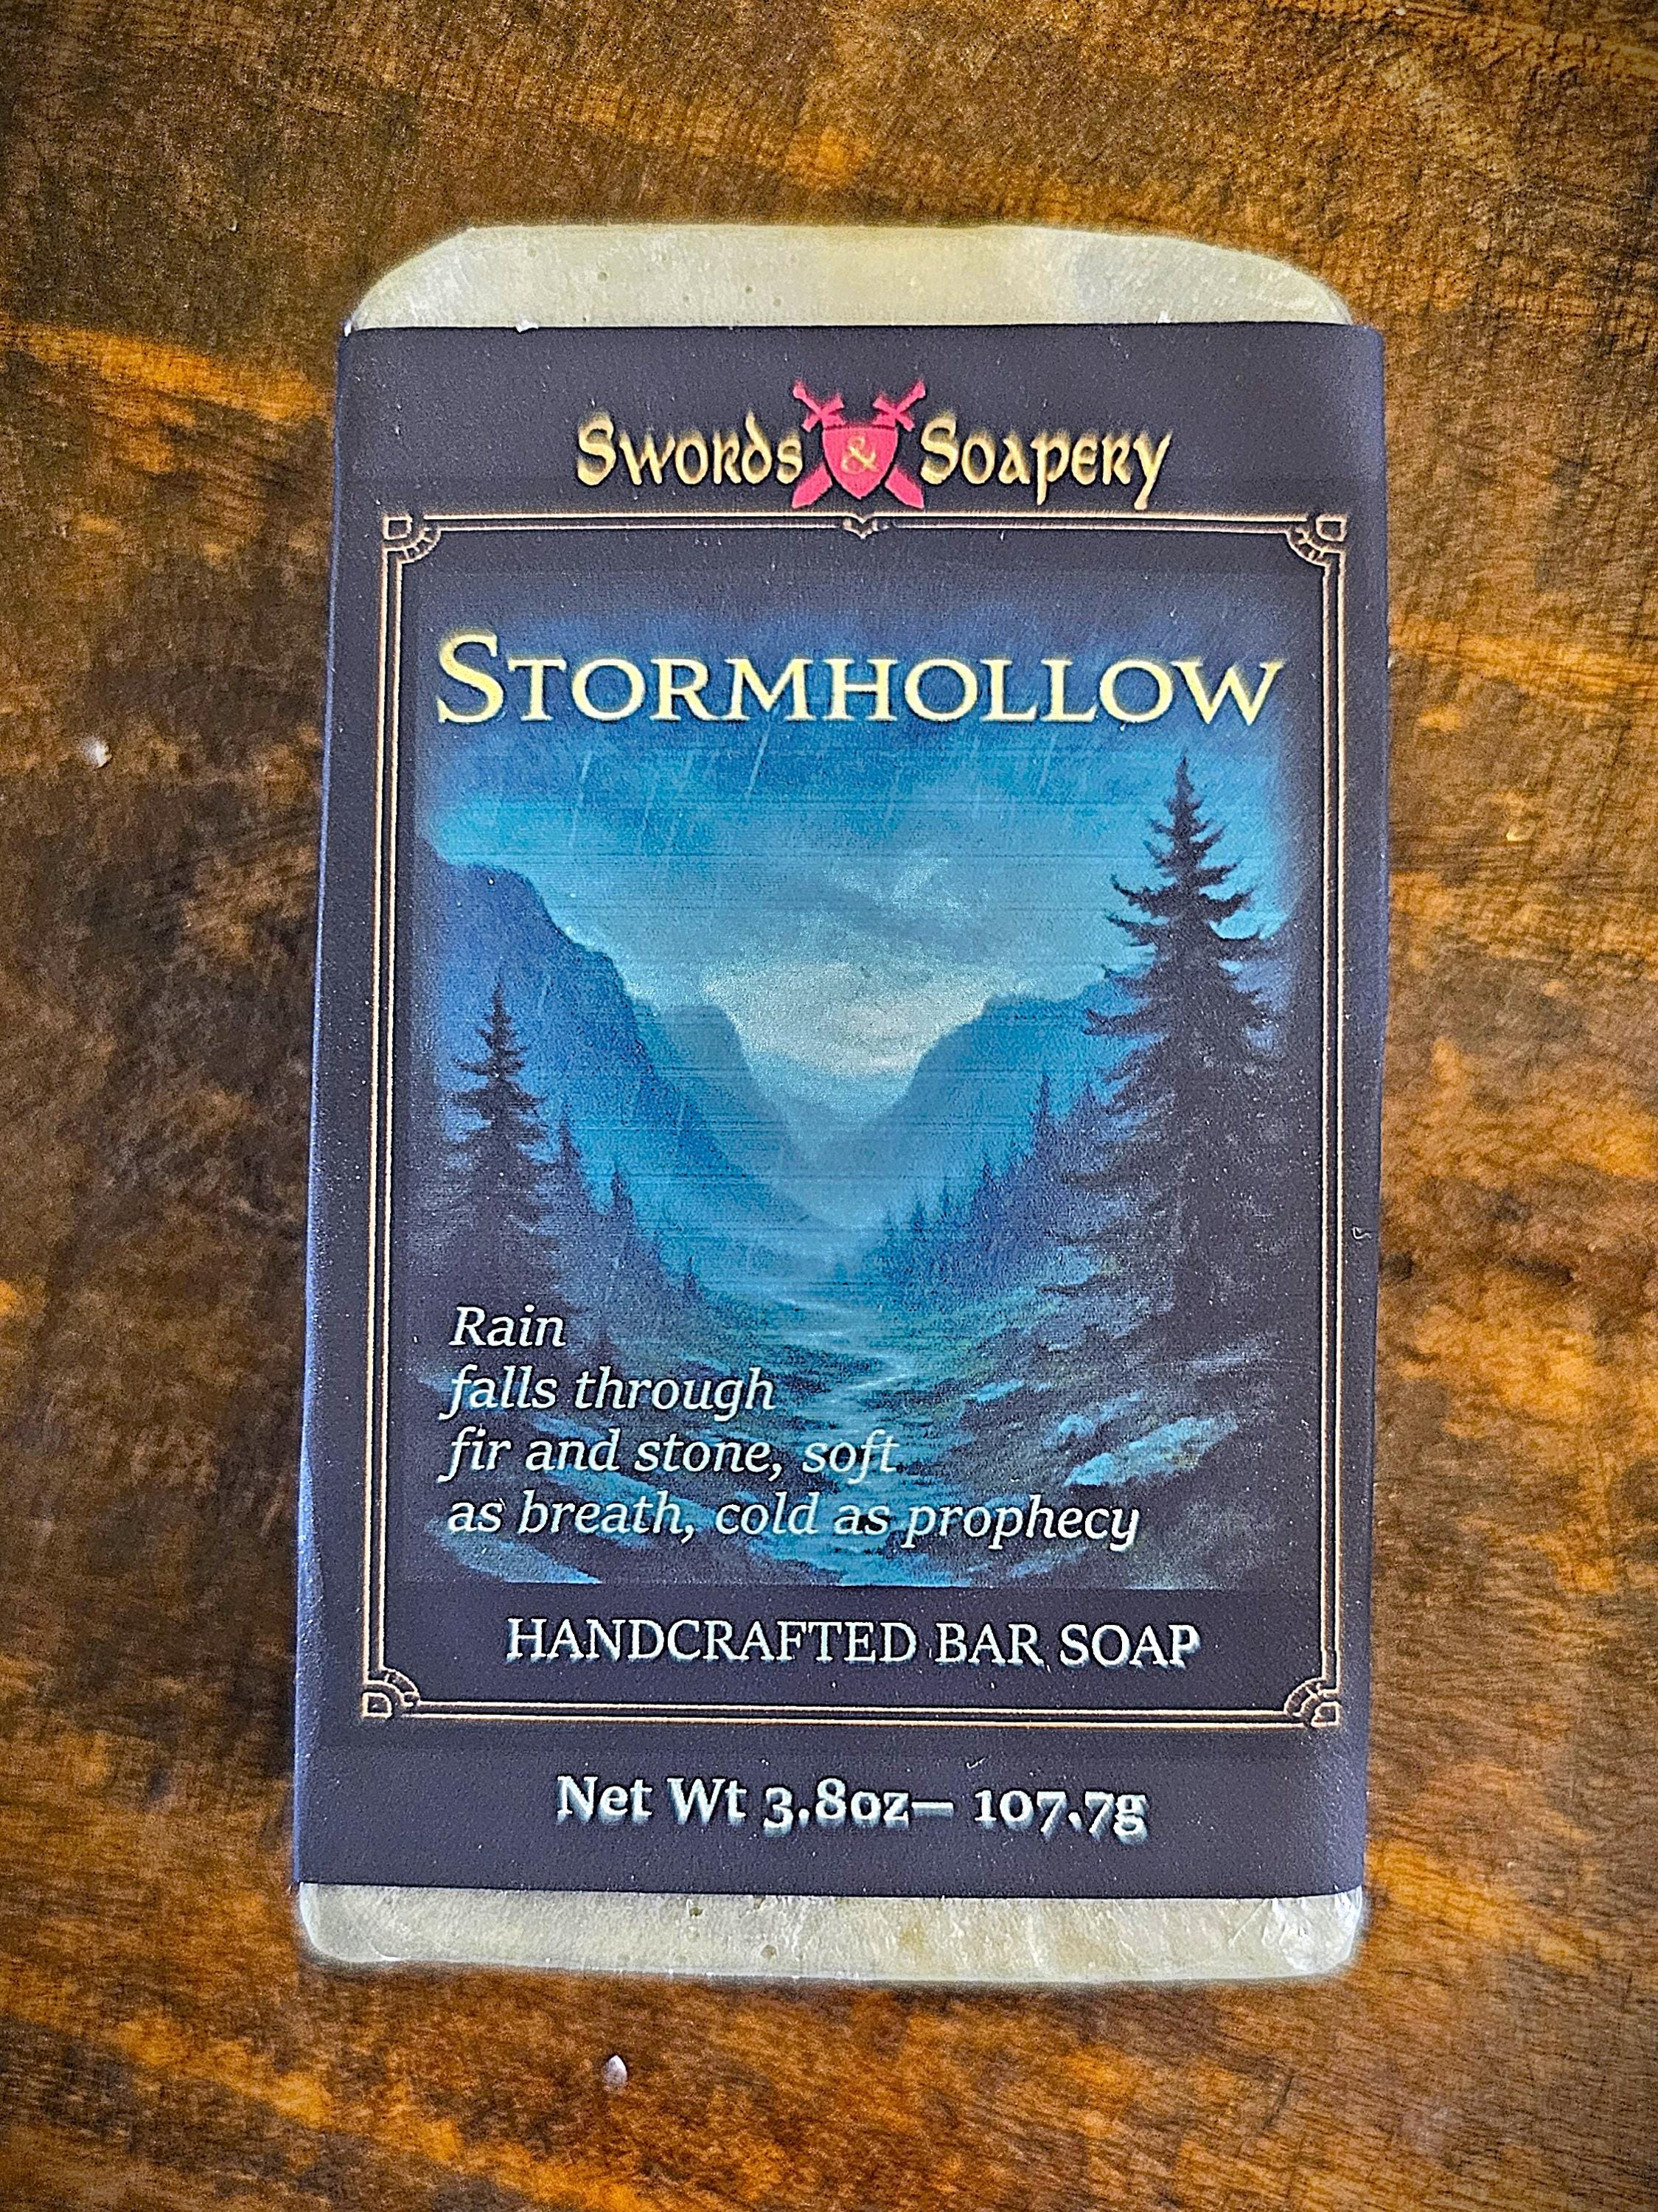 Swords & Soapery
Stormhollow
Rain
falls through
fir and stone, soft
as breath, cold as prophecy
HANDCRAFTED BAR SOAP
Net Wt 3.8oz— 107.7g